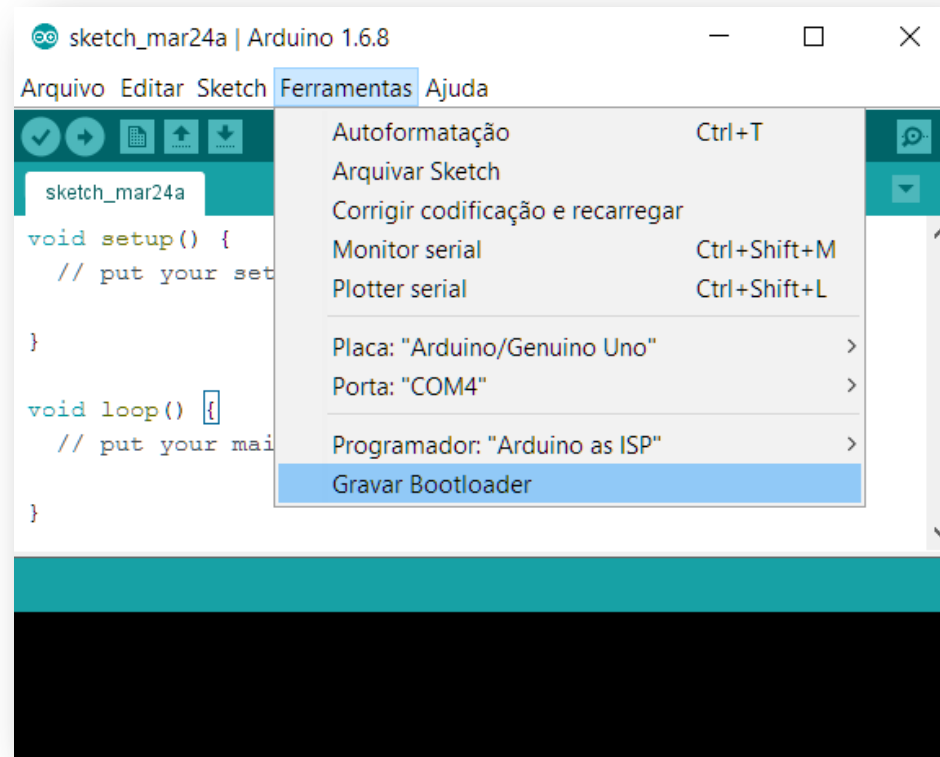 sketch_mar24a | Arduino 1.6.8
Arquivo Editar Sketch Ferramentas Ajuda
Autoformatação Ctrl+T
Arquivar Sketch
Corrigir codificação e recarregar
Monitor serial Ctrl+Shift+M
Plotter serial Ctrl+Shift+L
Placa: "Arduino/Genuino Uno"
Porta: "COM4"
Programador: "Arduino as ISP"
Gravar Bootloader
sketch_mar24a
void setup() {
// put your set
}
void loop() {
// put your mai
}